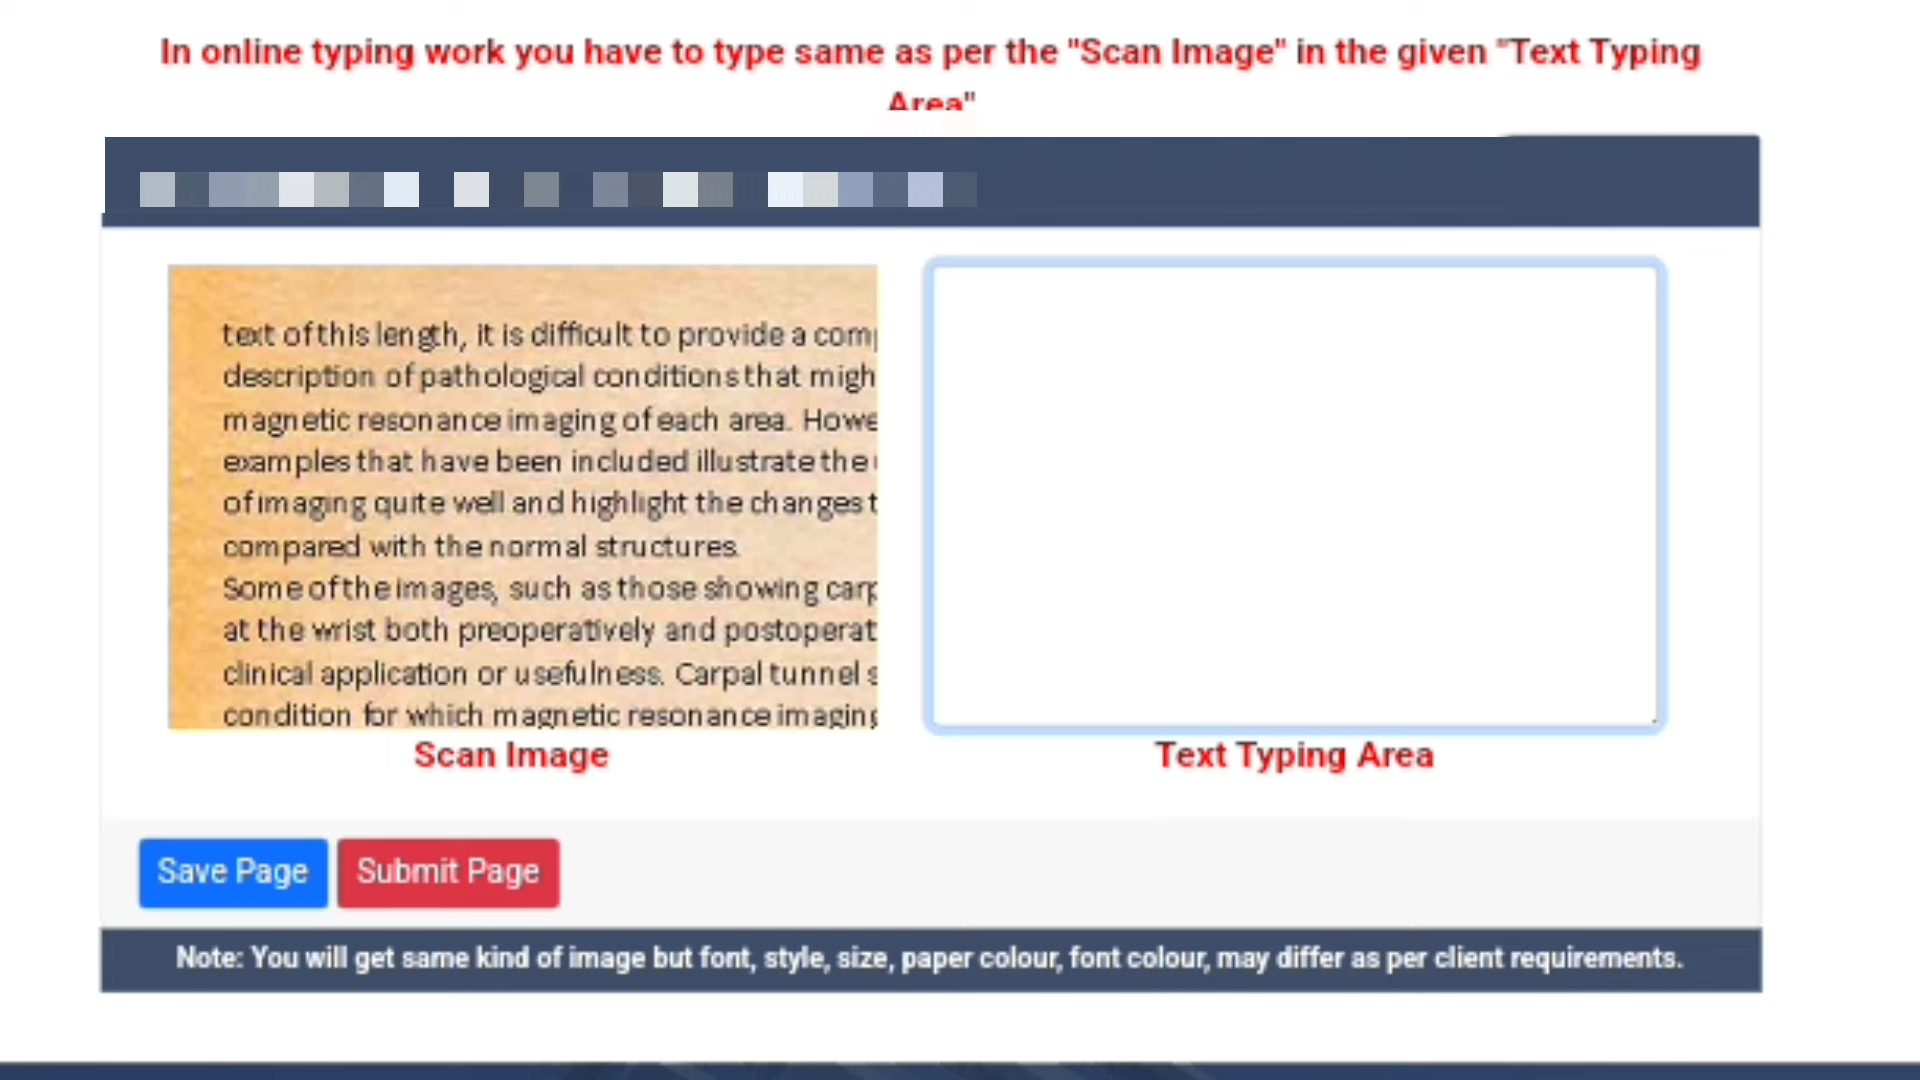 In online typing work you have to type same as per the "Scan Image" in the given "Text Typing
Area"
text of this length, it is difficult to provide a
description of pathological conditions that
magnetic resonance imaging of each area.
examples that have been included illustrate the
of imaging quite well and highlight the changes
compared with the normal structures.
Some of the images, such as those showing
at the wrist both preoperatively and
clinical application or usefulness. Carpal tunnel
condition for which magnetic resonance imaging
Scan Image
Text Typing Area
Save Page
Submit Page
Note: You will get same kind of image but font, style, size, paper colour, font colour, may differ as per client requirements.